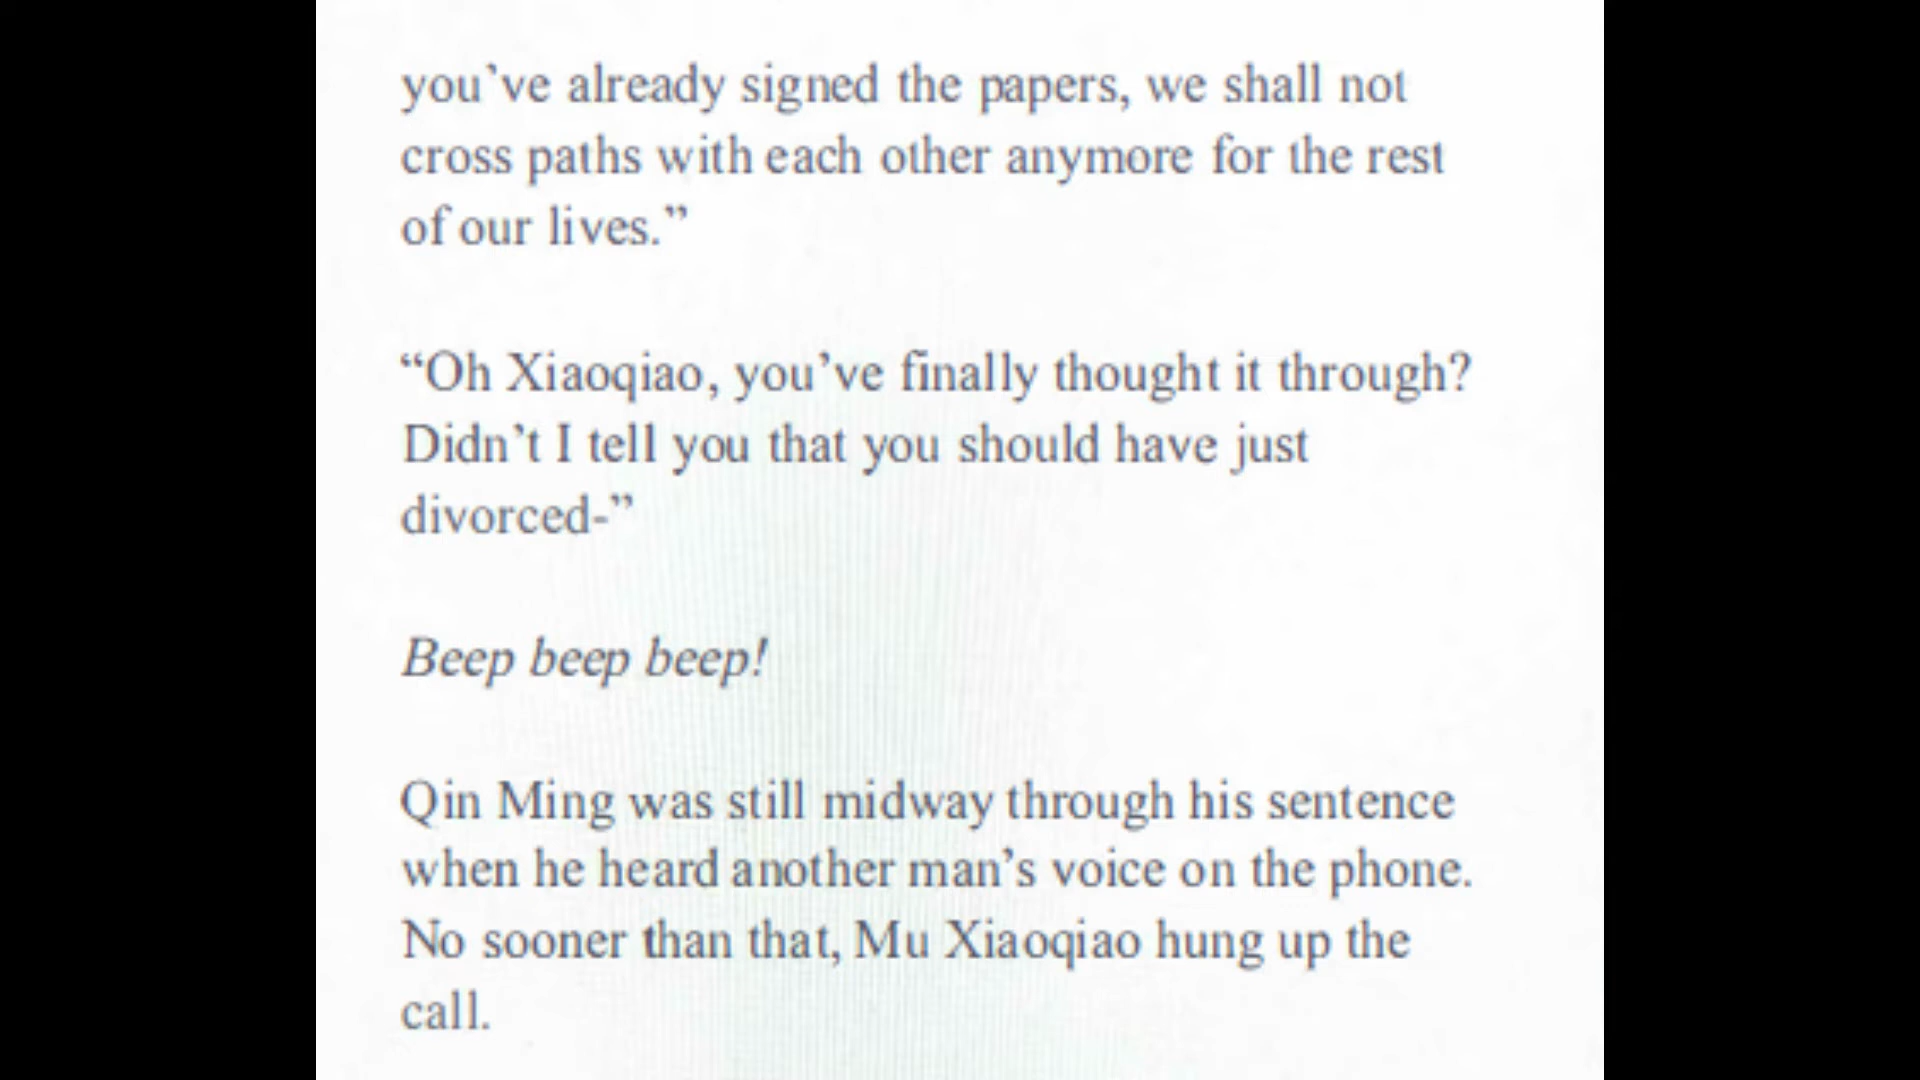 you’ve already signed the papers, we shall not
cross paths with each other anymore for the rest
of our lives.”
“Oh Xiaoqiao, you’ve finally thought it through?
Didn’t I tell you that you should have just
divorced-”
Beep beep beep!
Qin Ming was still midway through his sentence
when he heard another man’s voice on the phone.
No sooner than that, Mu Xiaoqiao hung up the
call.